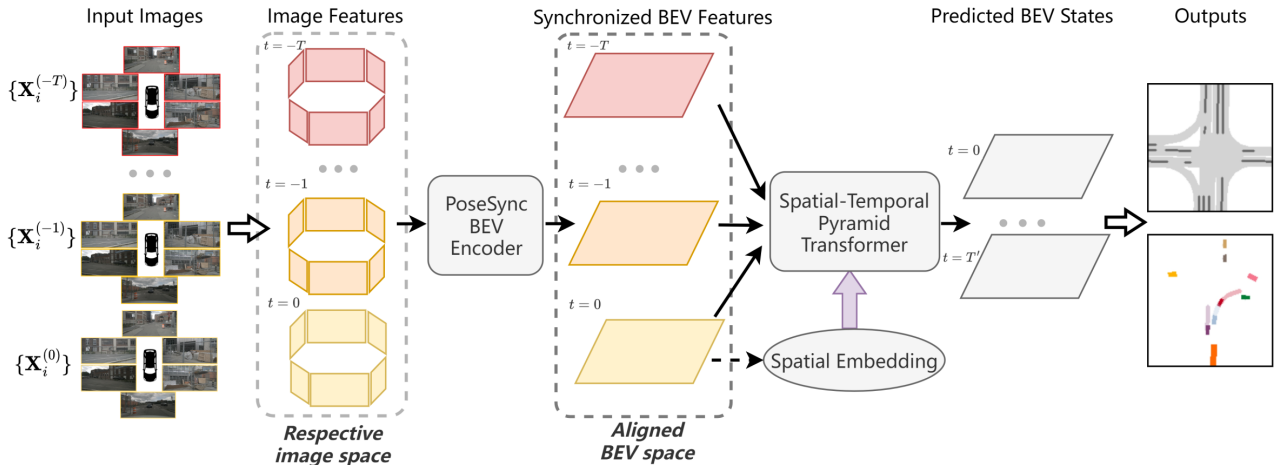 Input Images
Image Features
Synchronized BEV Features
Predicted BEV States
Outputs
{X_i^(-T)}
t = -T
t = -T
t = 0
{X_i^(-1)}
t = -1
PoseSync
BEV
Encoder
t = -1
Spatial-Temporal
Pyramid
Transformer
t = T'
{X_i^(0)}
t = 0
t = 0
Spatial Embedding
Respective
image space
Aligned
BEV space